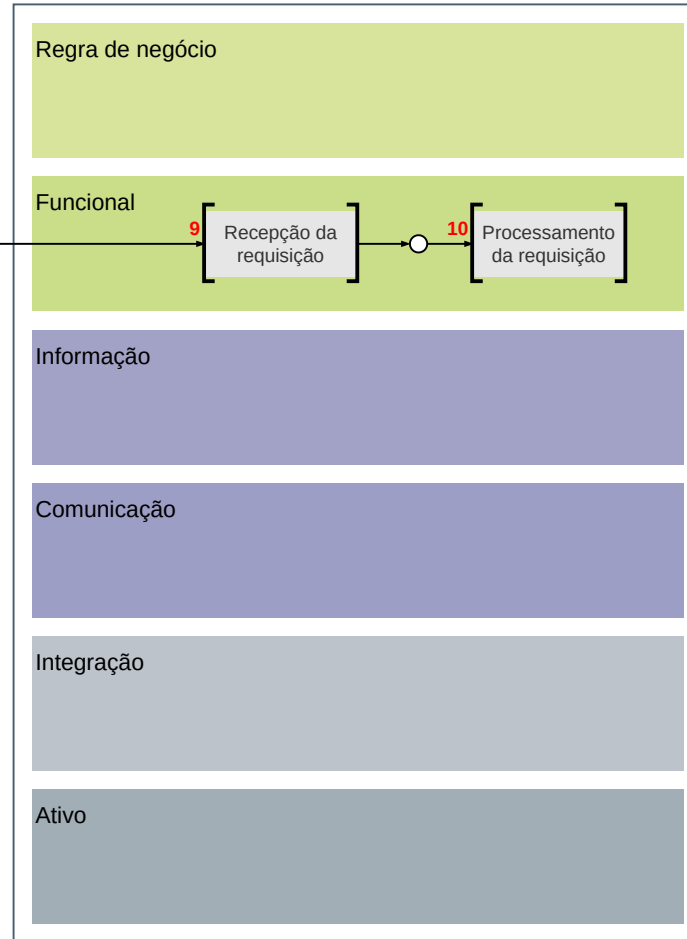 Regra de negócio
Funcional
9
Recepção da
requisição
10
Processamento
da requisição
Informação
Comunicação
Integração
Ativo